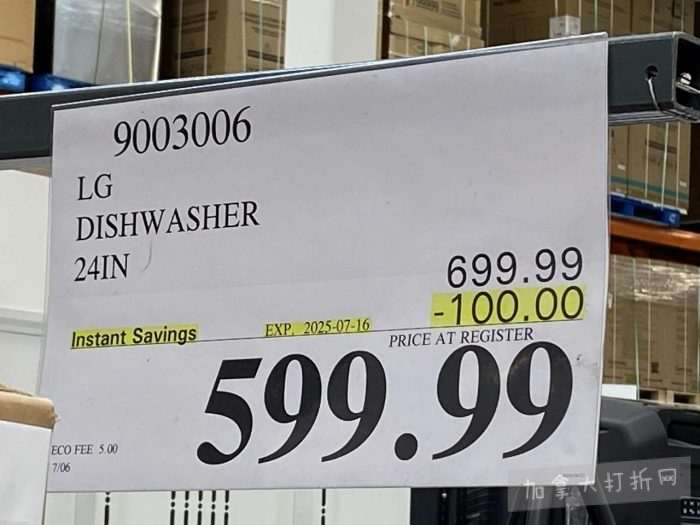 9003006
LG
DISHWASHER
24IN
699.99
-100.00
Instant Savings EXP. 2025-07-16
PRICE AT REGISTER
599.99
ECO FEE 5.00
7/06
加拿大打折网